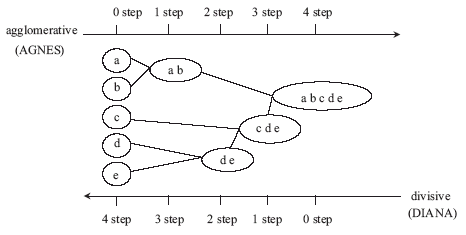 0 step 1 step 2 step 3 step 4 step
agglomerative
(AGNES)
a
a b
b
a b c d e
c
c d e
d
d e
e
divisive
(DIANA)
4 step 3 step 2 step 1 step 0 step